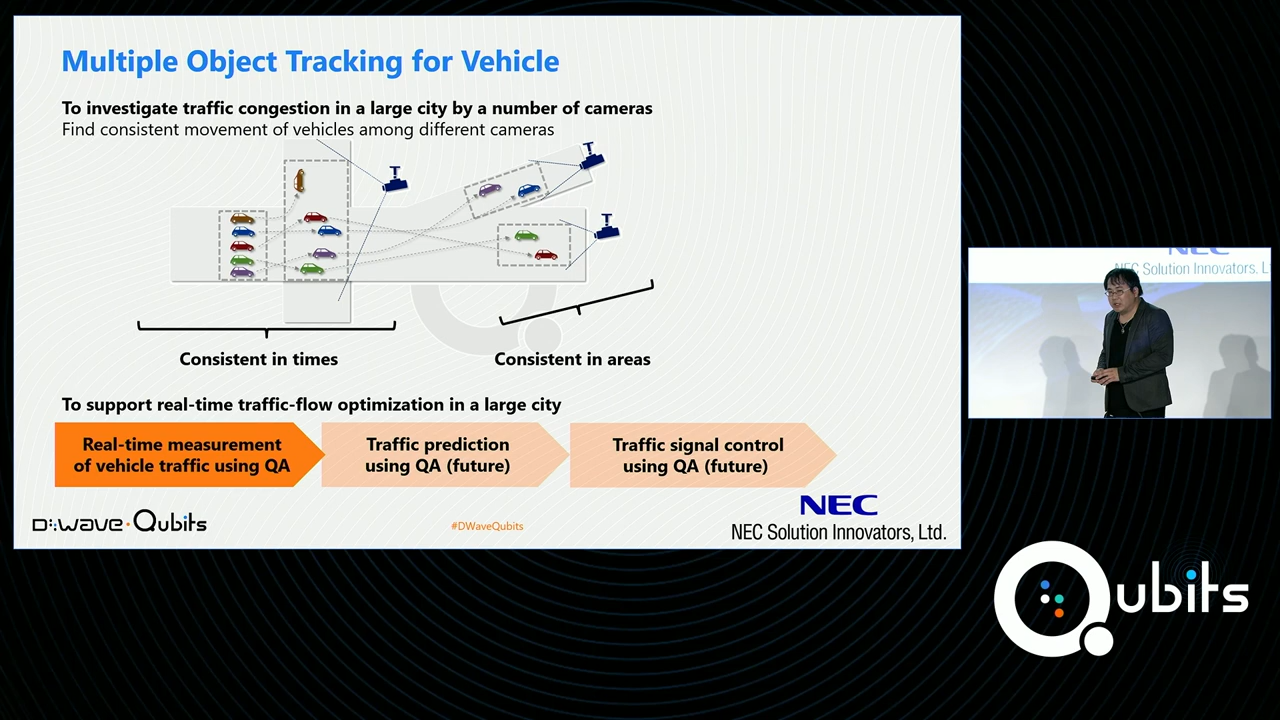 Multiple Object Tracking for Vehicle
To investigate traffic congestion in a large city by a number of cameras
Find consistent movement of vehicles among different cameras
Consistent in times
Consistent in areas
To support real-time traffic-flow optimization in a large city
Real-time measurement
of vehicle traffic using QA
Traffic prediction
using QA (future)
Traffic signal control
using QA (future)
D:wave Qubits
#DWaveQubits
NEC
NEC Solution Innovators, Ltd.
NEC
NEC Solution Innovators, Lt
Qubits